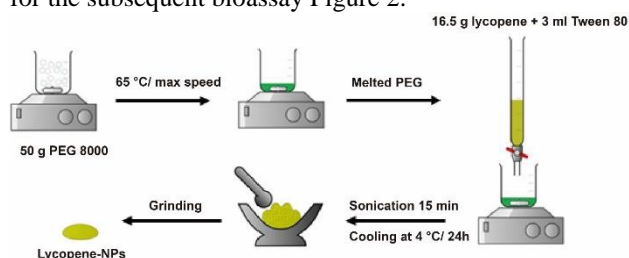 for the subsequent bioassay Figure 2.
16.5 g lycopene + 3 ml Tween 80
65 °C/ max speed
Melted PEG
50 g PEG 8000
Grinding
Sonication 15 min
Cooling at 4 °C/ 24h
Lycopene-NPs